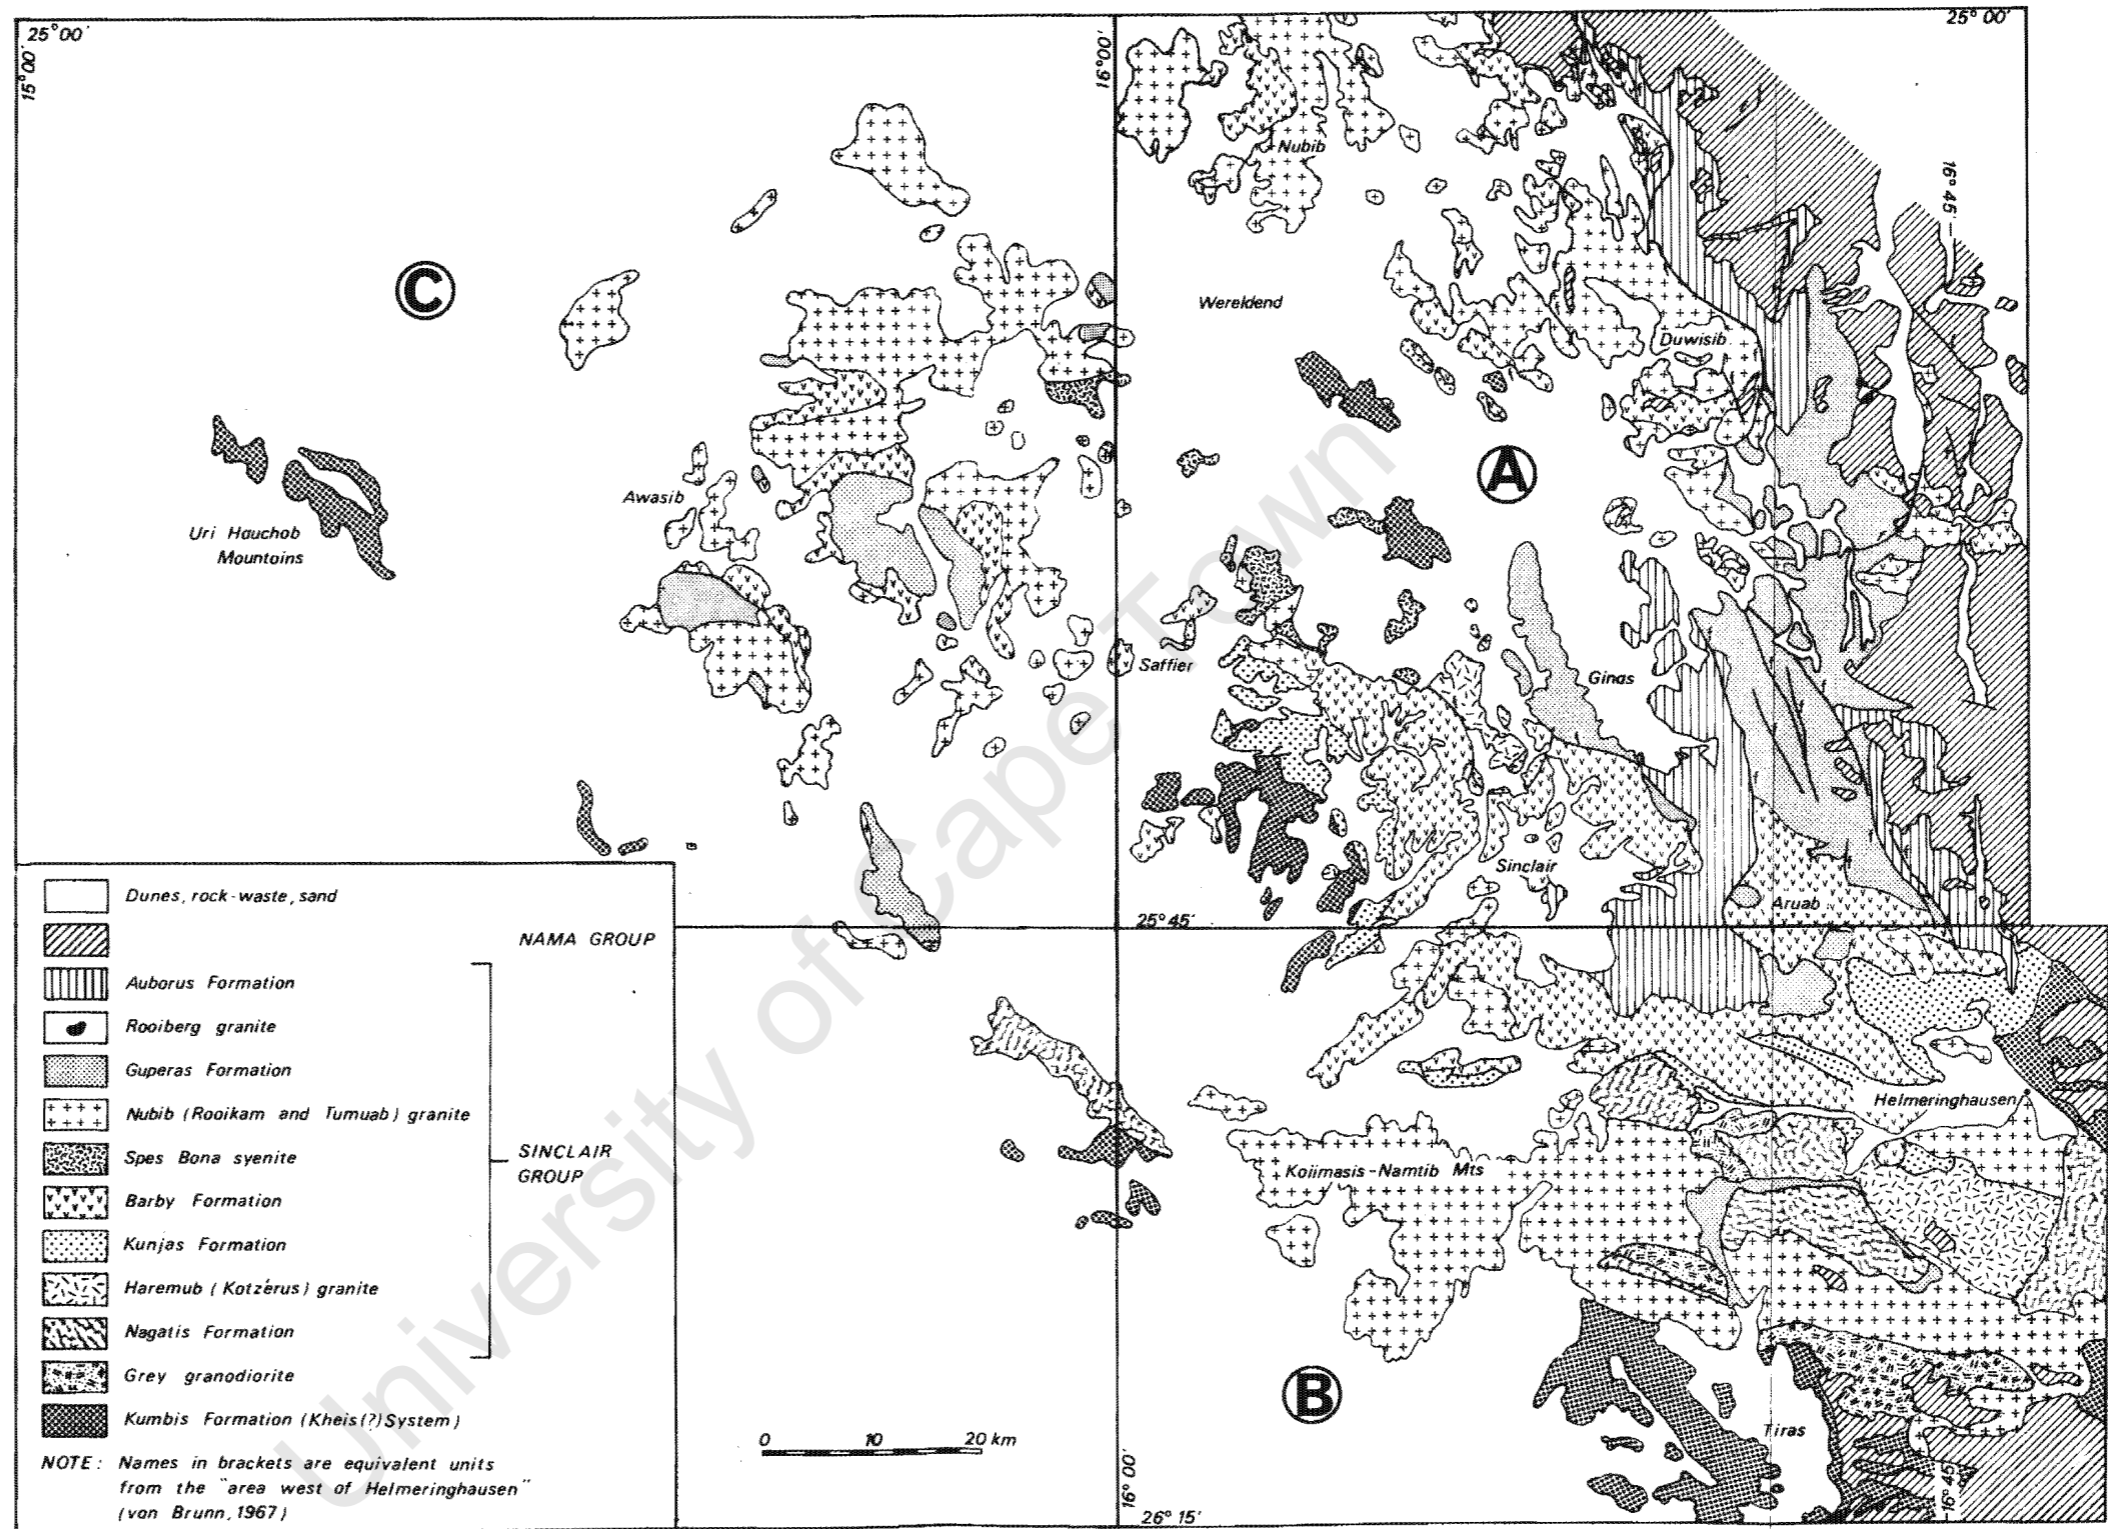 25° 00'
15° 00'
16° 00'
25° 00'
16° 45'
Nubib
C
Wereldend
Duwisib
A
Awasib
Uri Hauchob
Mountains
Saffier
Ginas
Sinclair
Aruab
25° 45'
Helmeringhausen
Koiimasis-Namtib Mts
B
Tiras
16° 00'
26° 15'
16° 45'
Dunes, rock-waste, sand
NAMA GROUP
Auborus Formation
Rooiberg granite
Guperas Formation
Nubib (Rooikam and Tumuab) granite
Spes Bona syenite
SINCLAIR
GROUP
Barby Formation
Kunjas Formation
Haremub (Kotzérus) granite
Nagatis Formation
Grey granodiorite
Kumbis Formation (Kheis(?)System)
NOTE: Names in brackets are equivalent units
from the "area west of Helmeringhausen"
(von Brunn, 1967)
0 10 20 km
University of Cape Town